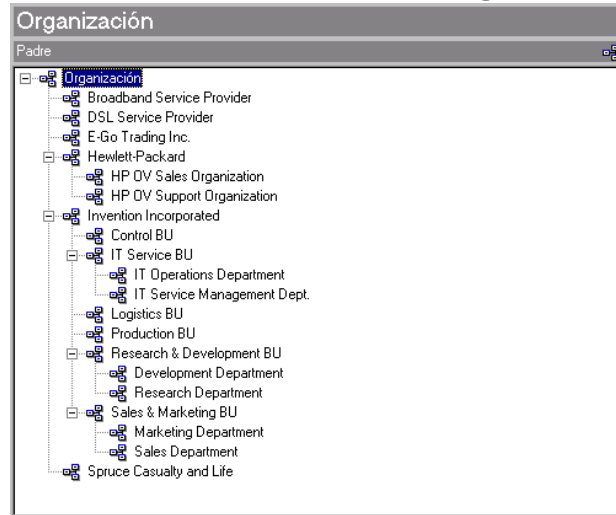 Organización
Padre
Organización
Broadband Service Provider
DSL Service Provider
E-Go Trading Inc.
Hewlett-Packard
HP OV Sales Organization
HP OV Support Organization
Invention Incorporated
Control BU
IT Service BU
IT Operations Department
IT Service Management Dept.
Logistics BU
Production BU
Research & Development BU
Development Department
Research Department
Sales & Marketing BU
Marketing Department
Sales Department
Spruce Casualty and Life